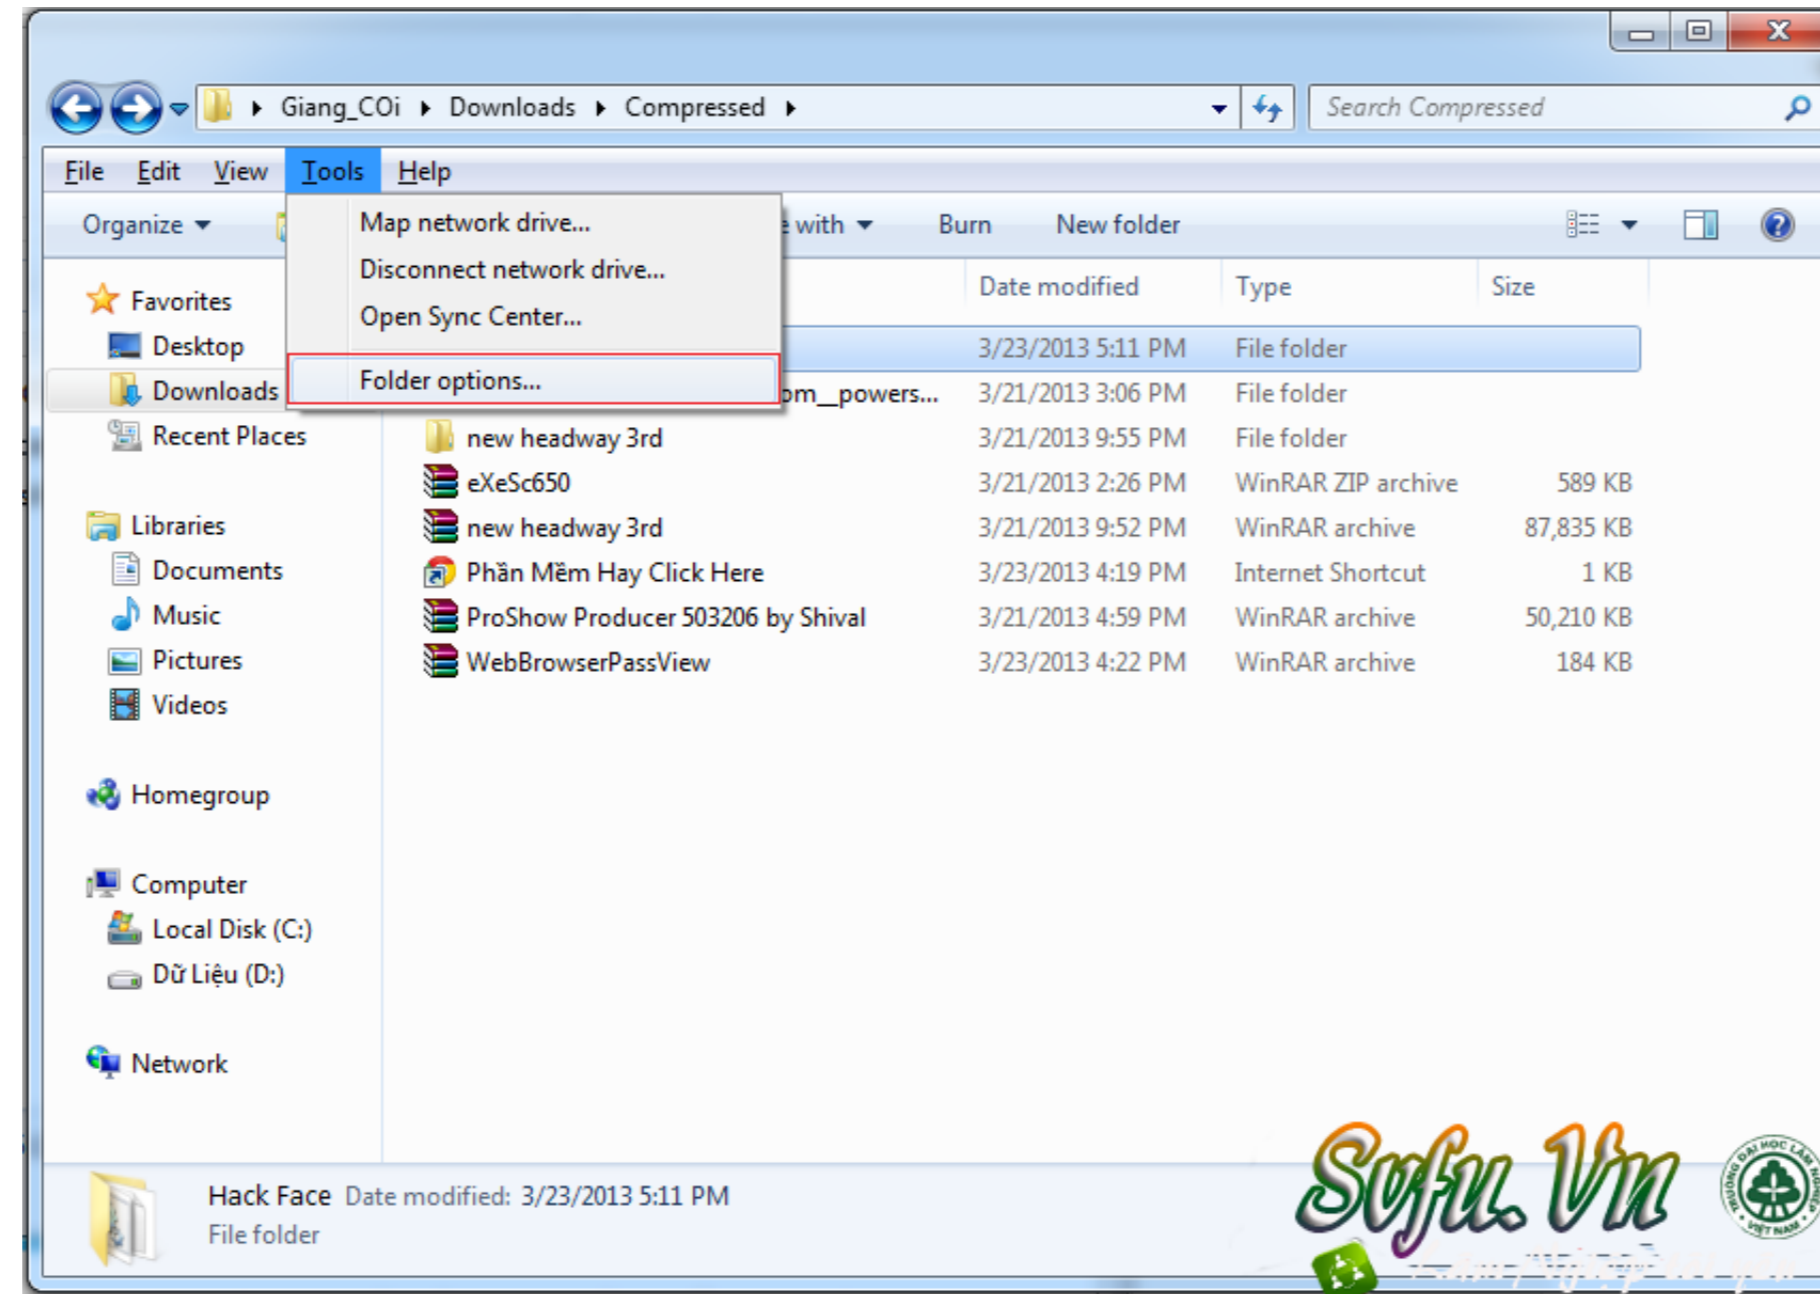 Giang_COi Downloads Compressed
Search Compressed
File Edit View Tools Help
Organize with Burn New folder
Map network drive...
Disconnect network drive...
Open Sync Center...
Folder options...
Date modified Type Size
Favorites
Desktop
Downloads
Recent Places
Libraries
Documents
Music
Pictures
Videos
Homegroup
Computer
Local Disk (C:)
Dữ Liệu (D:)
Network
3/23/2013 5:11 PM File folder
om__powers... 3/21/2013 3:06 PM File folder
new headway 3rd 3/21/2013 9:55 PM File folder
eXeSc650 3/21/2013 2:26 PM WinRAR ZIP archive 589 KB
new headway 3rd 3/21/2013 9:52 PM WinRAR archive 87,835 KB
Phần Mềm Hay Click Here 3/23/2013 4:19 PM Internet Shortcut 1 KB
ProShow Producer 503206 by Shival 3/21/2013 4:59 PM WinRAR archive 50,210 KB
WebBrowserPassView 3/23/2013 4:22 PM WinRAR archive 184 KB
Hack Face Date modified: 3/23/2013 5:11 PM
File folder
Sofu.Vn
VIỆT NAM